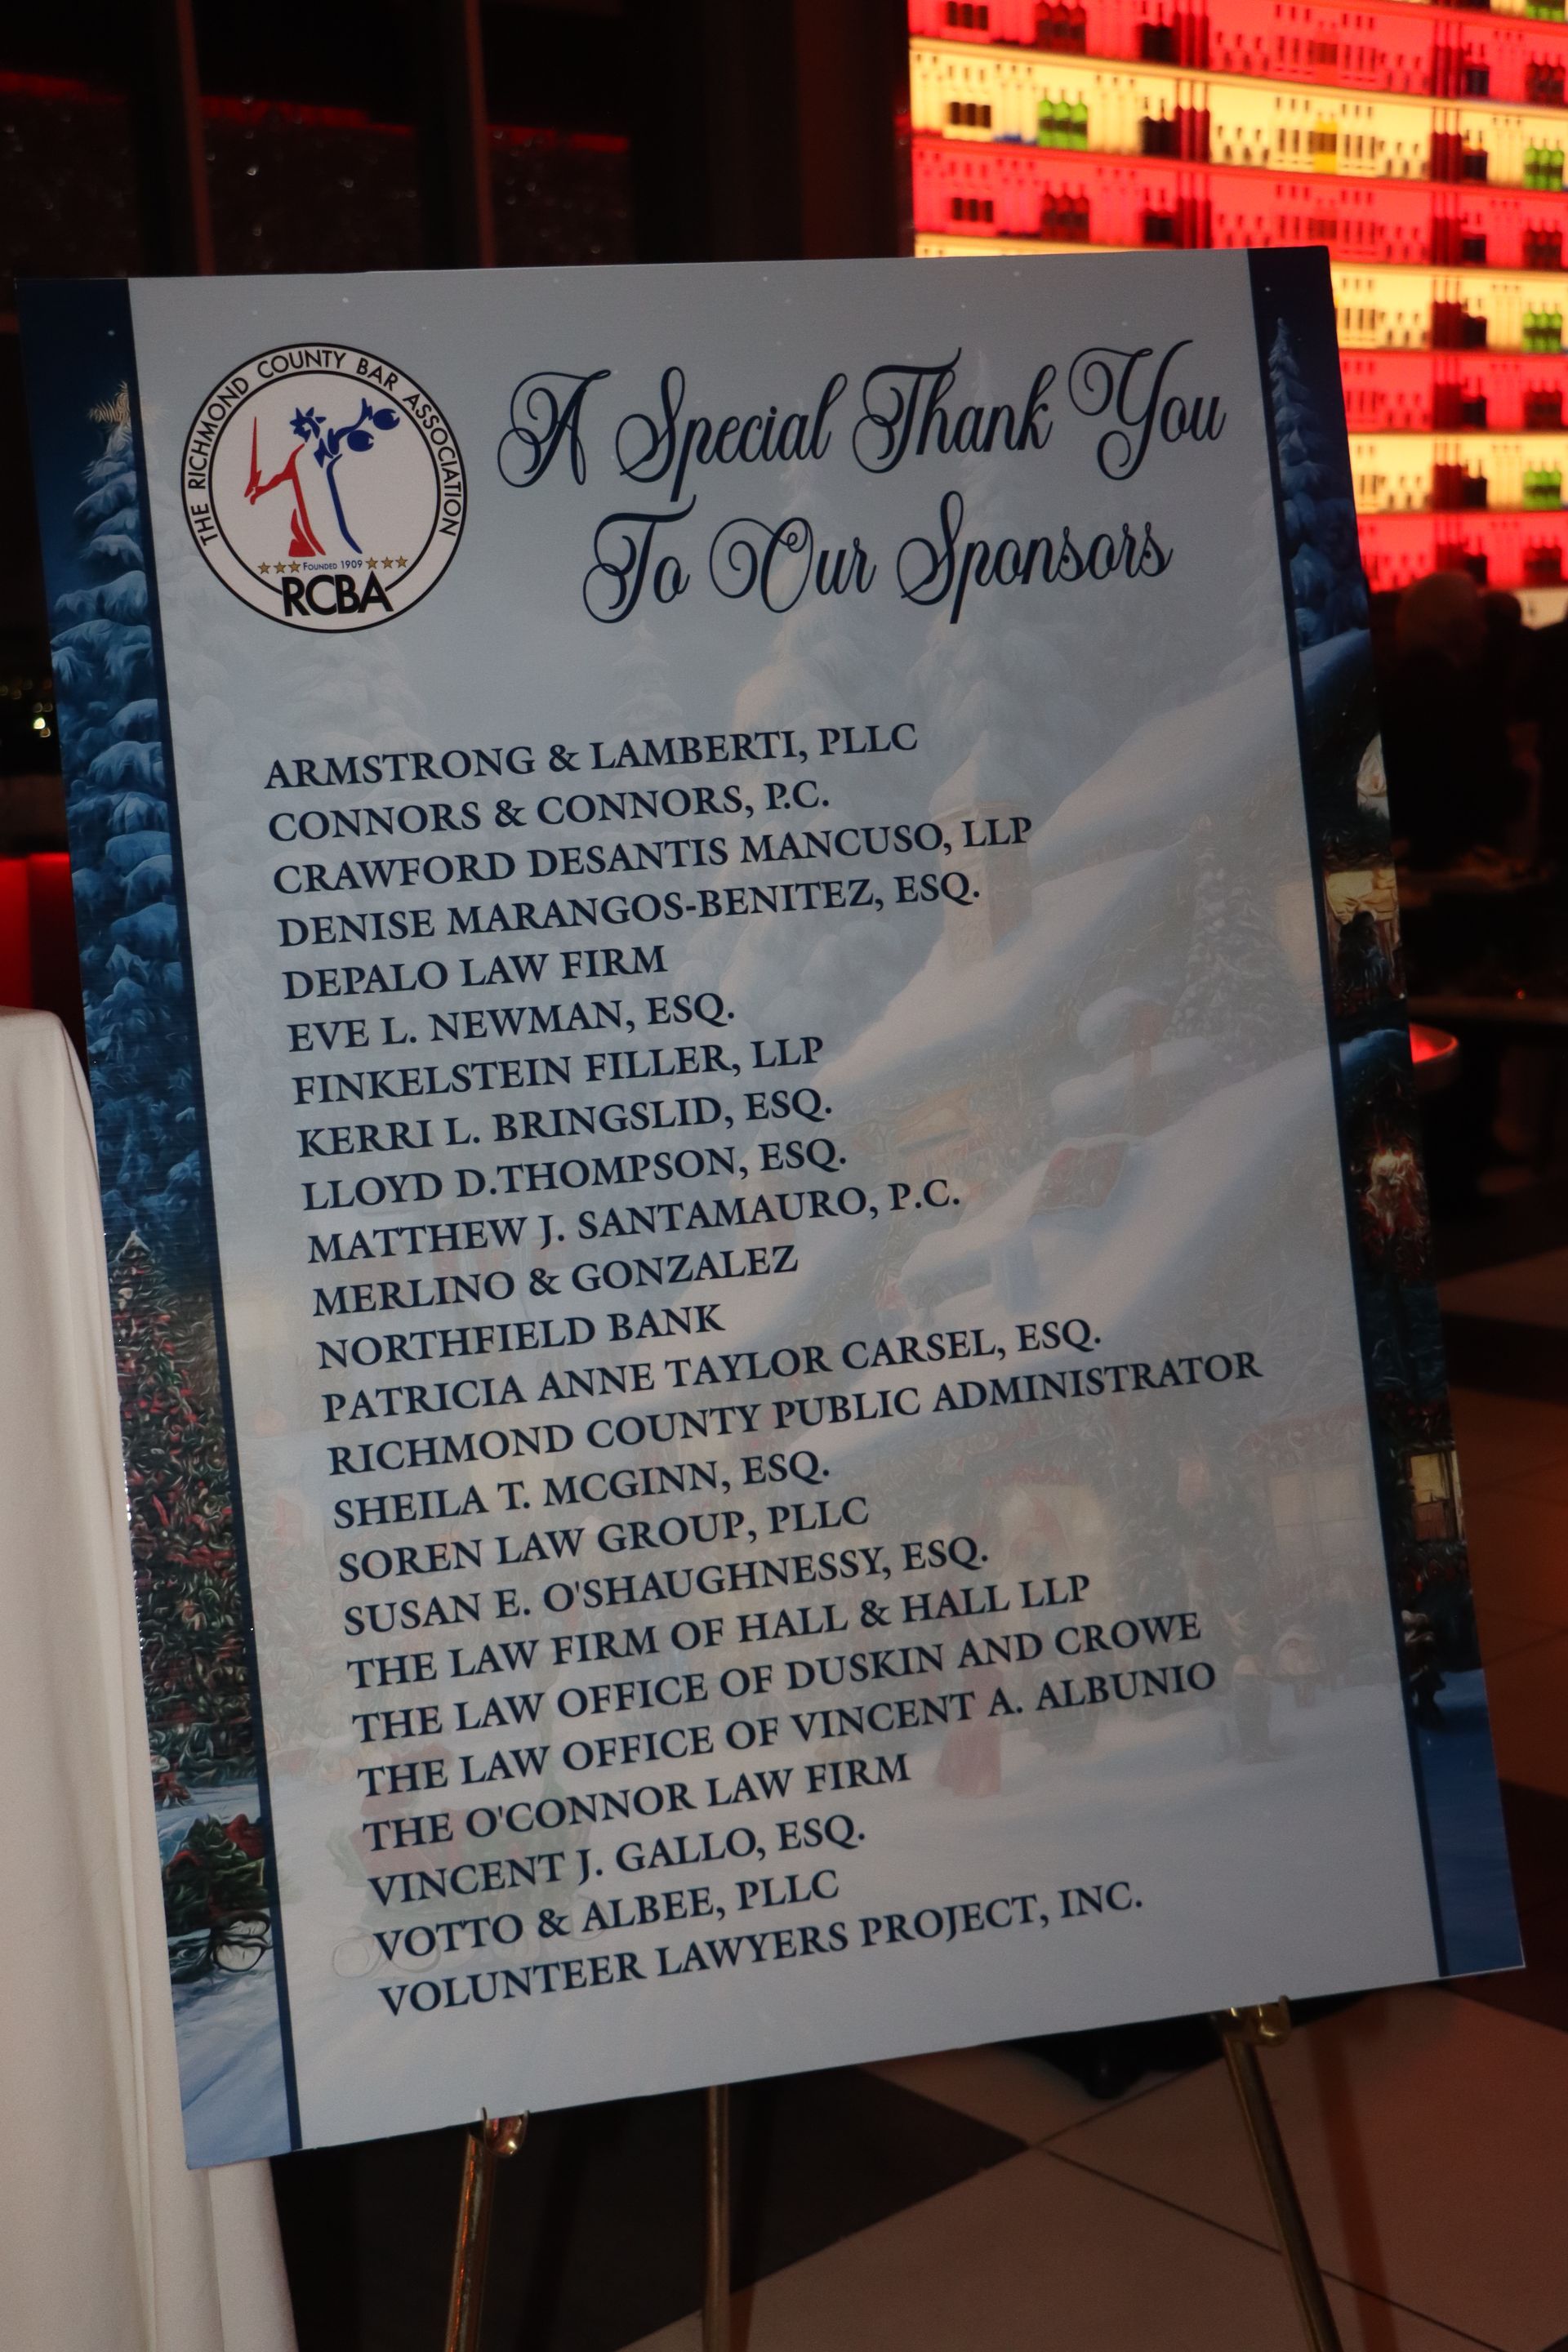 THE RICHMOND COUNTY BAR ASSOCIATION
FOUNDED 1909
RCBA
A Special Thank You
To Our Sponsors
ARMSTRONG & LAMBERTI, PLLC
CONNORS & CONNORS, P.C.
CRAWFORD DESANTIS MANCUSO, LLP
DENISE MARANGOS-BENITEZ, ESQ.
DEPALO LAW FIRM
EVE L. NEWMAN, ESQ.
FINKELSTEIN FILLER, LLP
KERRI L. BRINGSLID, ESQ.
LLOYD D.THOMPSON, ESQ.
MATTHEW J. SANTAMAURO, P.C.
MERLINO & GONZALEZ
NORTHFIELD BANK
PATRICIA ANNE TAYLOR CARSEL, ESQ.
RICHMOND COUNTY PUBLIC ADMINISTRATOR
SHEILA T. MCGINN, ESQ.
SOREN LAW GROUP, PLLC
SUSAN E. O'SHAUGHNESSY, ESQ.
THE LAW FIRM OF HALL & HALL LLP
THE LAW OFFICE OF DUSKIN AND CROWE
THE LAW OFFICE OF VINCENT A. ALBUNIO
THE O'CONNOR LAW FIRM
VINCENT J. GALLO, ESQ.
VOTTO & ALBEE, PLLC
VOLUNTEER LAWYERS PROJECT, INC.